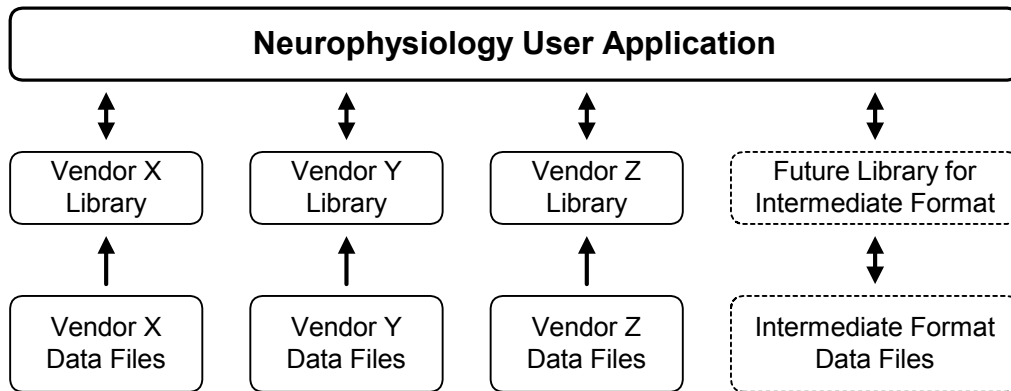 Neurophysiology User Application
Vendor X
Library
Vendor Y
Library
Vendor Z
Library
Future Library for
Intermediate Format
Vendor X
Data Files
Vendor Y
Data Files
Vendor Z
Data Files
Intermediate Format
Data Files